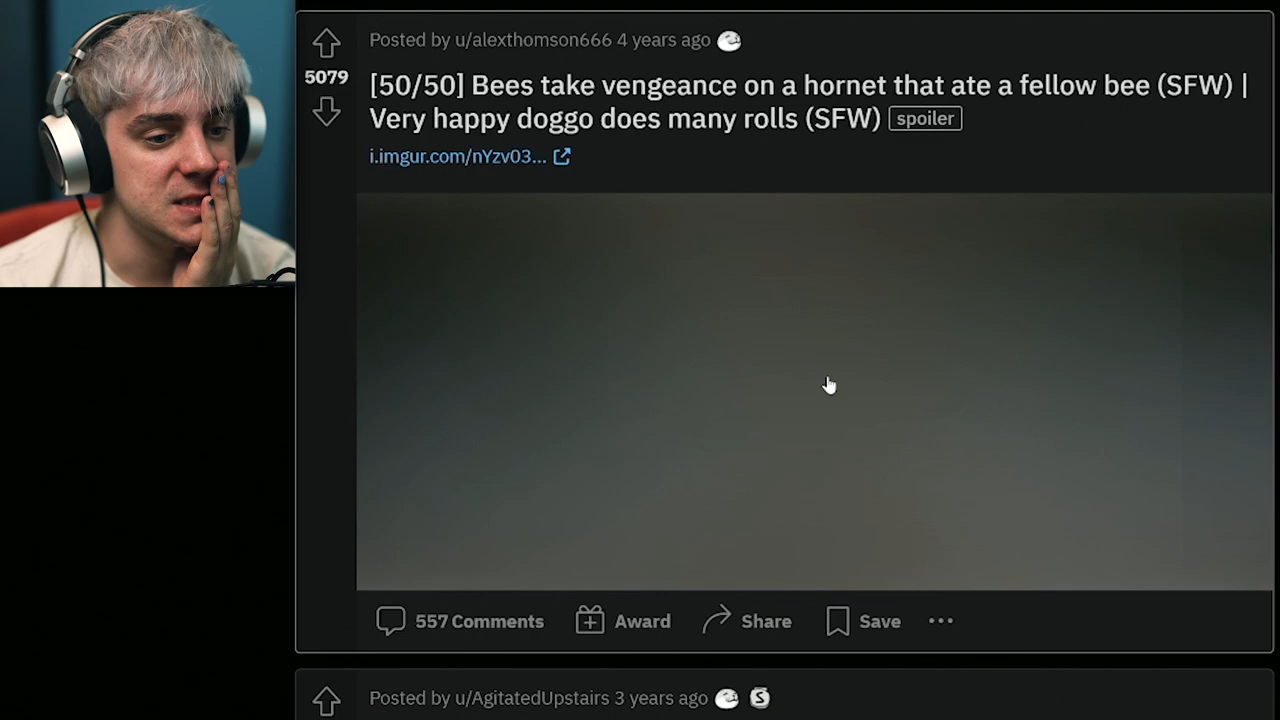 Posted by u/alexthomson666 4 years ago
5079
[50/50] Bees take vengeance on a hornet that ate a fellow bee (SFW) |
Very happy doggo does many rolls (SFW) spoiler
i.imgur.com/nYzv03...
557 Comments Award Share Save
Posted by u/AgitatedUpstairs 3 years ago S